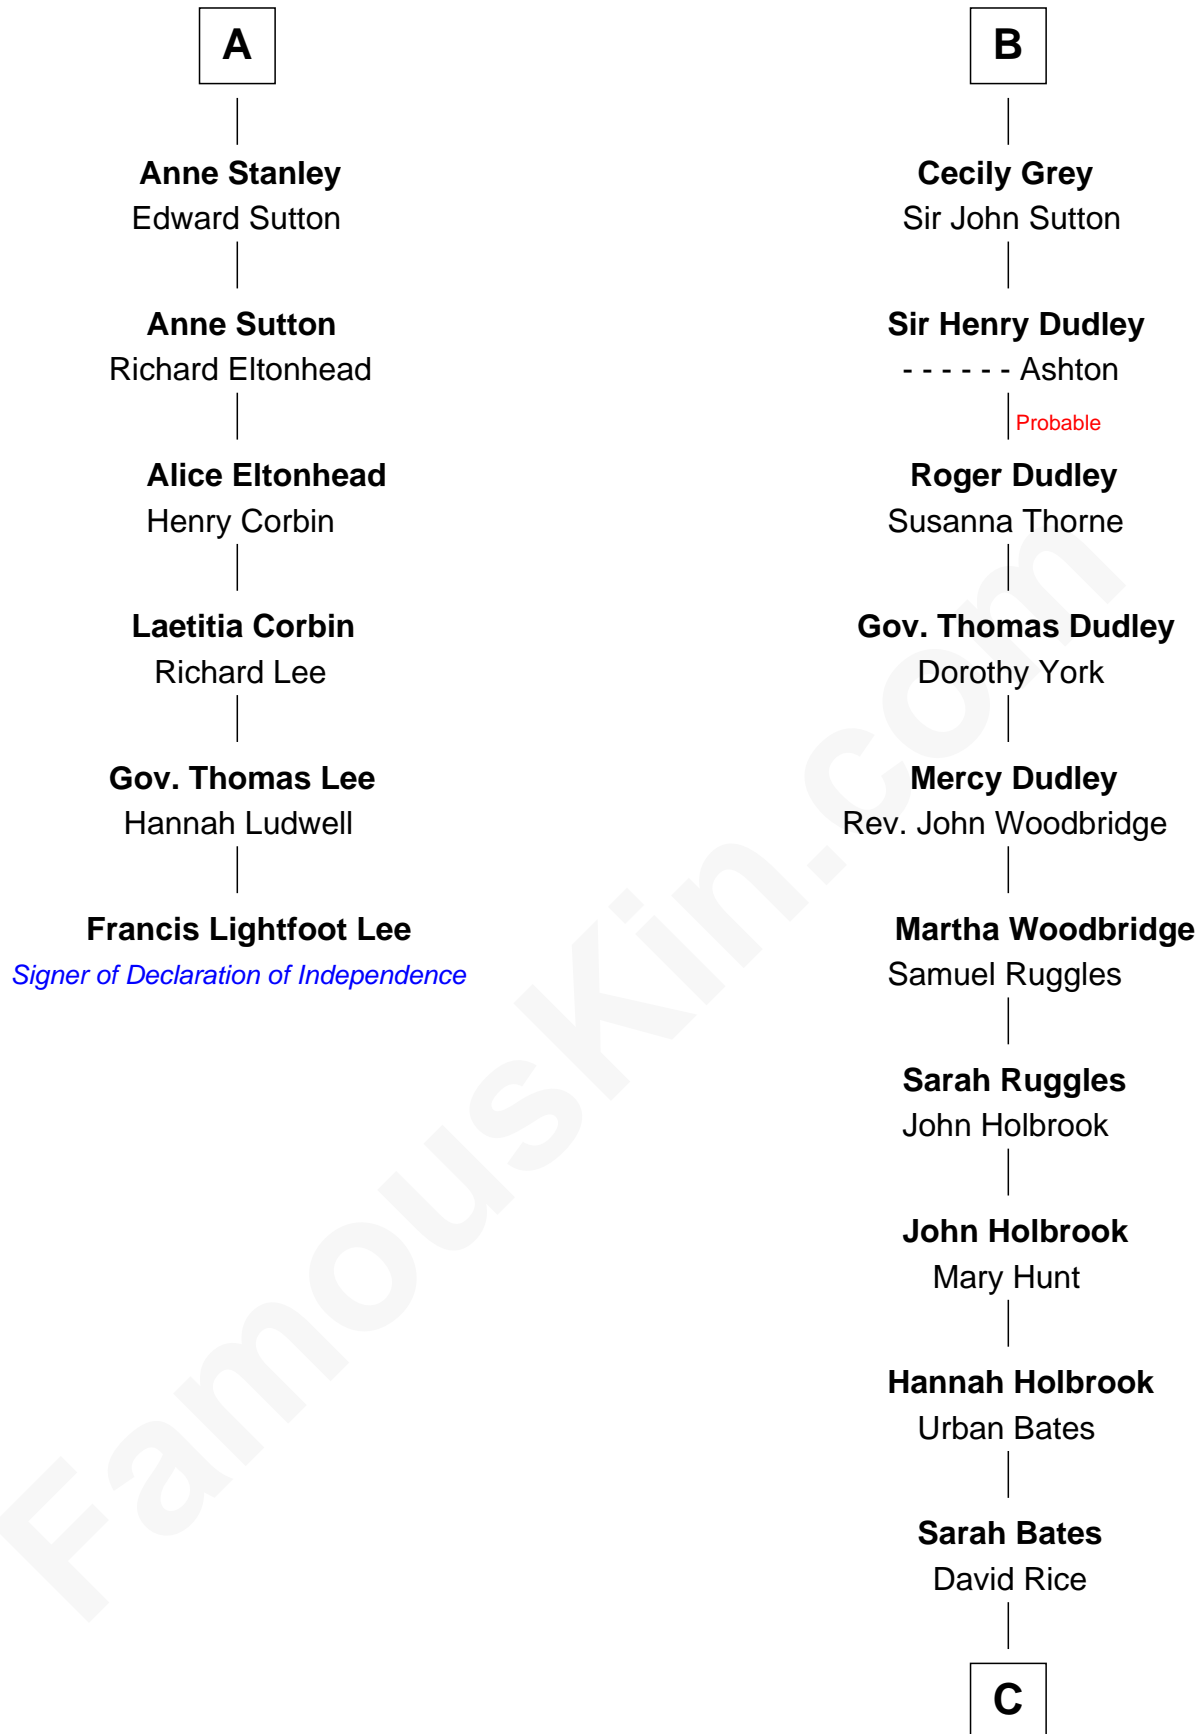 A
Anne Stanley
Edward Sutton
Anne Sutton
Richard Eltonhead
Alice Eltonhead
Henry Corbin
Laetitia Corbin
Richard Lee
Gov. Thomas Lee
Hannah Ludwell
Francis Lightfoot Lee
Signer of Declaration of Independence
B
Cecily Grey
Sir John Sutton
Sir Henry Dudley
- - - - - - Ashton
Probable
Roger Dudley
Susanna Thorne
Gov. Thomas Dudley
Dorothy York
Mercy Dudley
Rev. John Woodbridge
Martha Woodbridge
Samuel Ruggles
Sarah Ruggles
John Holbrook
John Holbrook
Mary Hunt
Hannah Holbrook
Urban Bates
Sarah Bates
David Rice
C
FamousKin.com